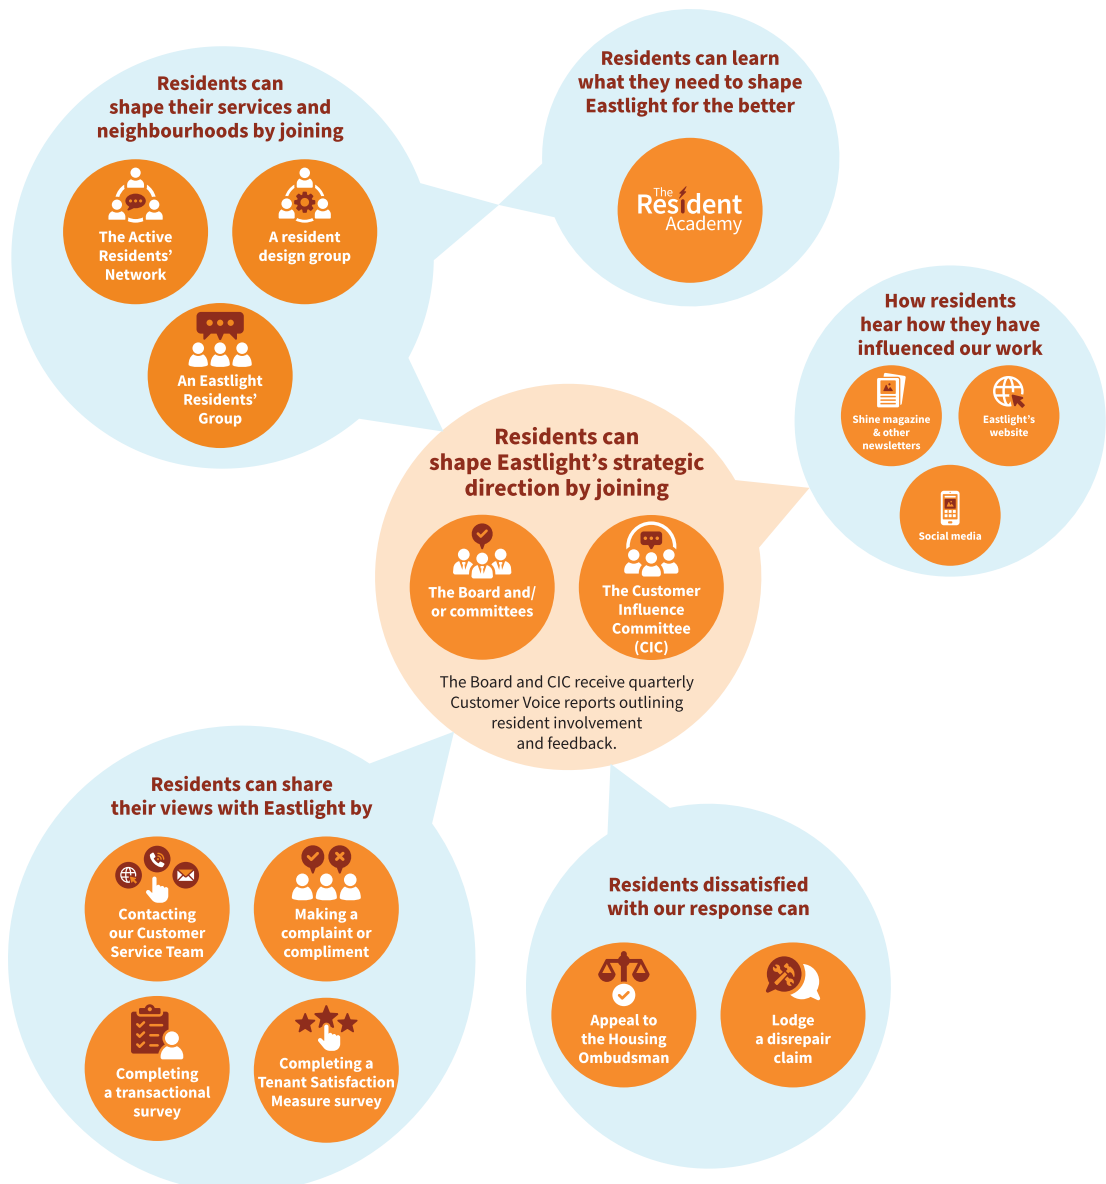 Residents can
shape their services and
neighbourhoods by joining
The Active
Residents’
Network
A resident
design group
An Eastlight
Residents’
Group
Residents can learn
what they need to shape
Eastlight for the better
The
Resident
Academy
How residents
hear how they have
influenced our work
Shine magazine
& other
newsletters
Eastlight's
website
Social media
Residents can
shape Eastlight’s strategic
direction by joining
The Board and/
or committees
The Customer
Influence
Committee
(CIC)
The Board and CIC receive quarterly
Customer Voice reports outlining
resident involvement
and feedback.
Residents can share
their views with Eastlight by
Contacting
our Customer
Service Team
Making a
complaint or
compliment
Completing
a transactional
survey
Completing a
Tenant Satisfaction
Measure survey
Residents dissatisfied
with our response can
Appeal to
the Housing
Ombudsman
Lodge
a disrepair
claim